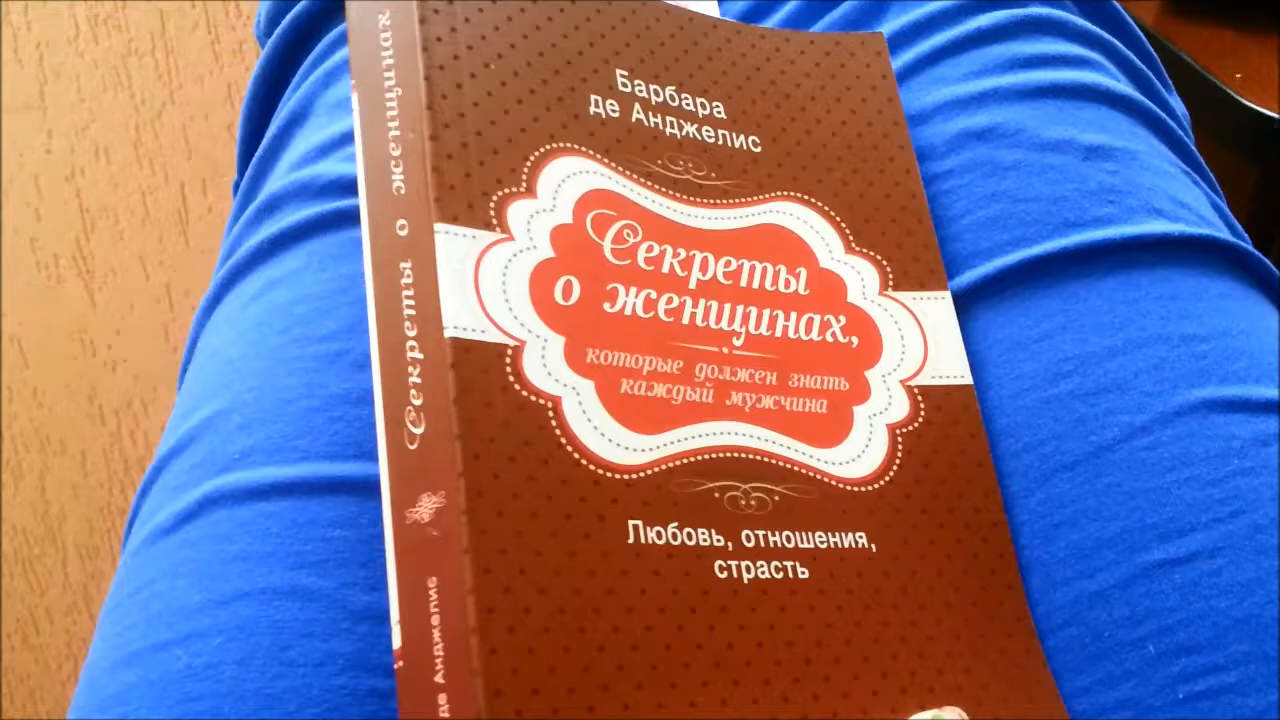 Барбара
де Анджелис
Секреты
о женщинах,
которые должен знать
каждый мужчина
Любовь, отношения,
страсть
Секреты о женщинах
де Анджелис